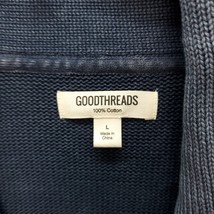 GOODTHREADS
100% Cotton
L
Made in
China